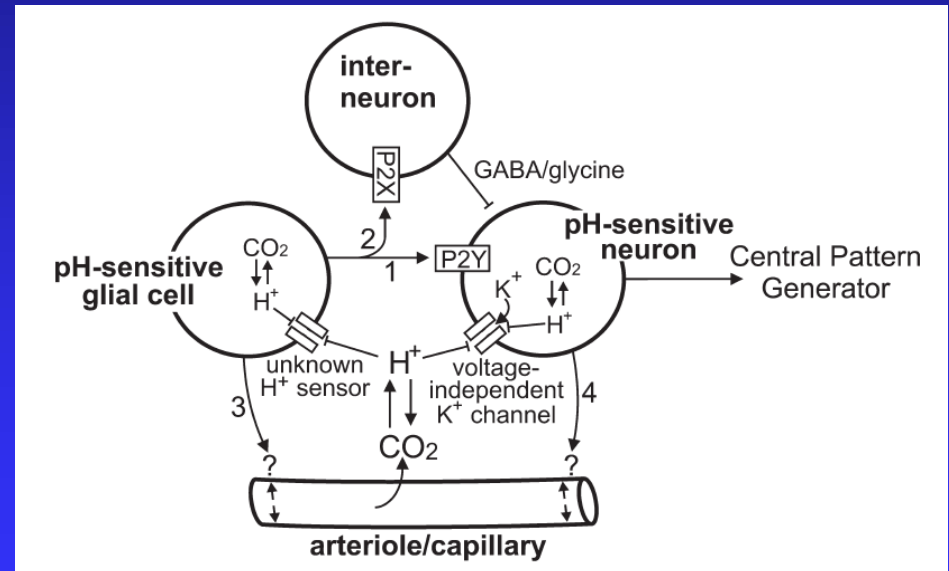 inter-
neuron
P2X
GABA/glycine
pH-sensitive
neuron
Central Pattern
Generator
pH-sensitive
glial cell
CO2
H+
2
1
P2Y
K+
CO2
H+
unknown
H+ sensor
H+
voltage-
independent
K+ channel
3
4
CO2
?
?
arteriole/capillary